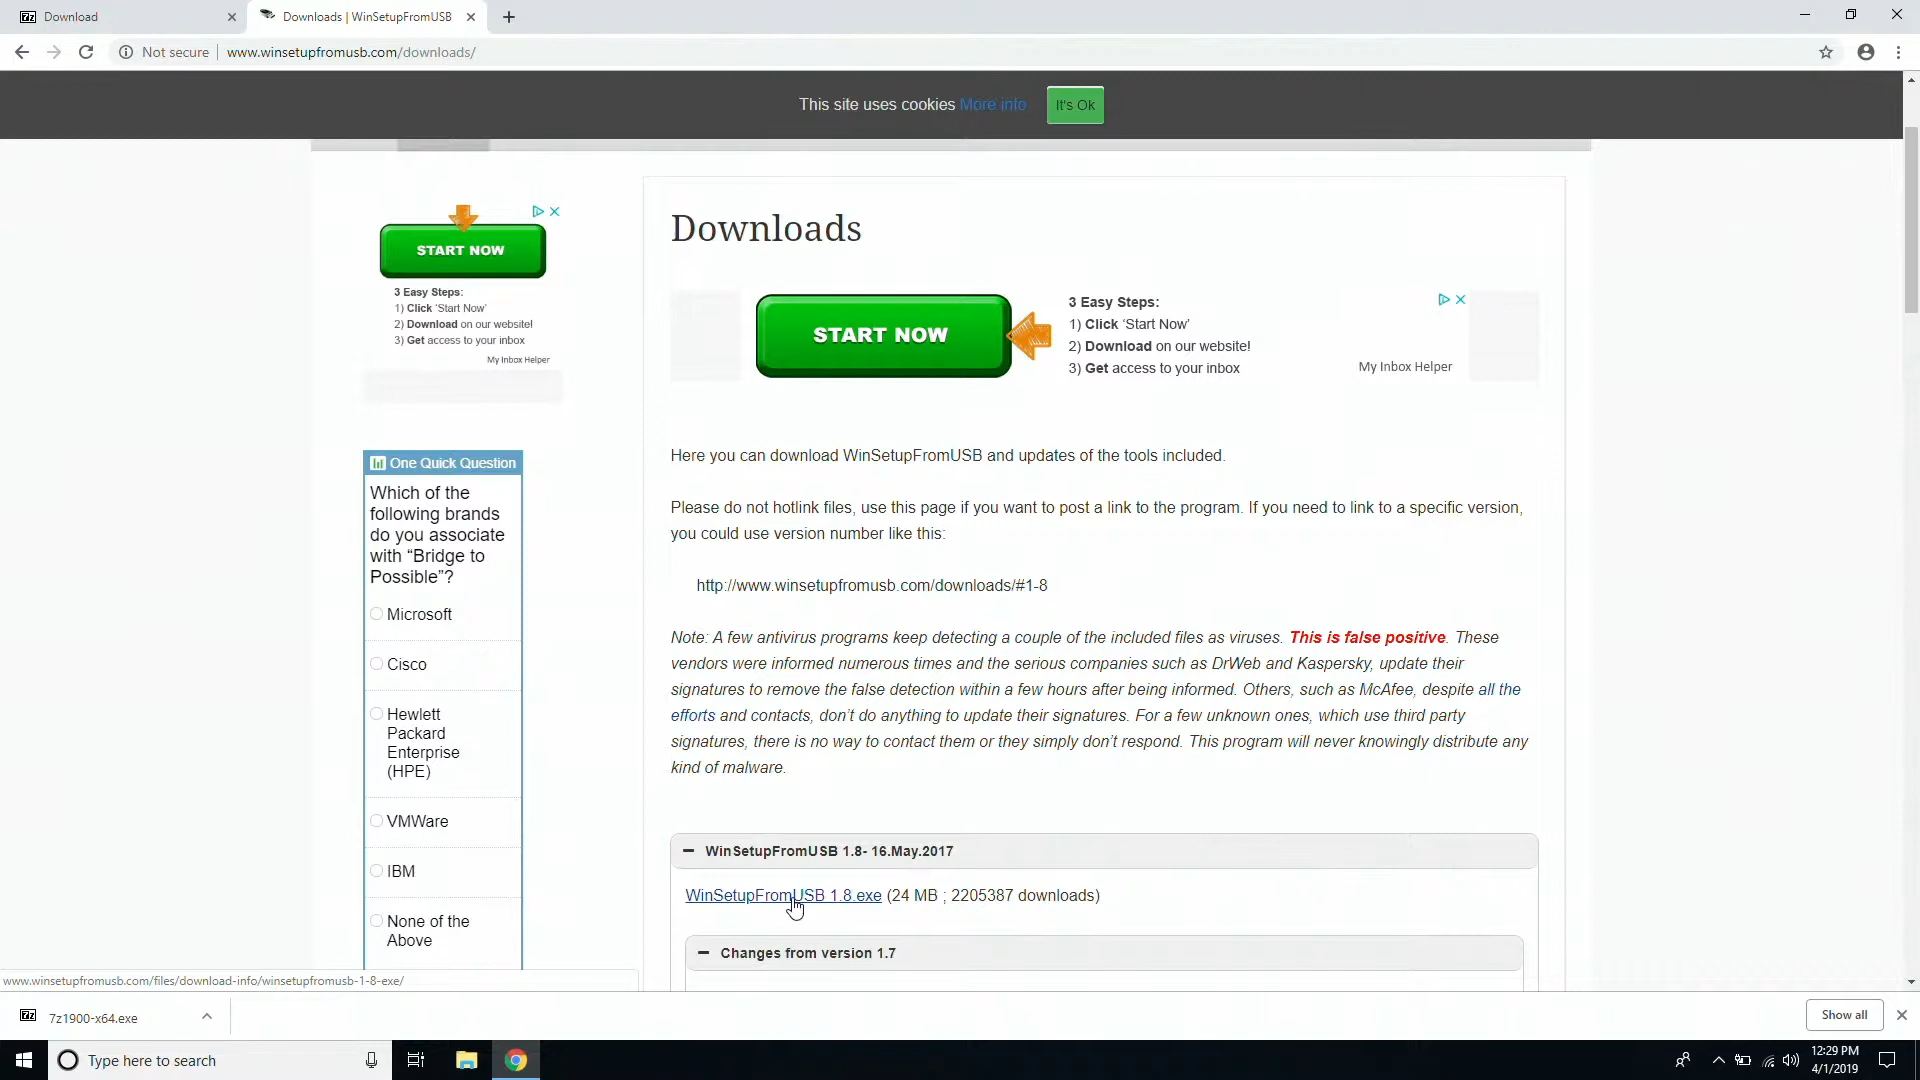 Download
Downloads | WinSetupFromUSB
Not secure
www.winsetupfromusb.com/downloads/
This site uses cookies More info
It's Ok
START NOW
3 Easy Steps:
1) Click 'Start Now'
2) Download on our website!
3) Get access to your inbox
My Inbox Helper
One Quick Question
Which of the
following brands
do you associate
with “Bridge to
Possible”?
Microsoft
Cisco
Hewlett
Packard
Enterprise
(HPE)
VMWare
IBM
None of the
Above
Downloads
START NOW
3 Easy Steps:
1) Click 'Start Now'
2) Download on our website!
3) Get access to your inbox
My Inbox Helper
Here you can download WinSetupFromUSB and updates of the tools included.
Please do not hotlink files, use this page if you want to post a link to the program. If you need to link to a specific version,
you could use version number like this:
http://www.winsetupfromusb.com/downloads/#1-8
Note: A few antivirus programs keep detecting a couple of the included files as viruses. This is false positive. These
vendors were informed numerous times and the serious companies such as DrWeb and Kaspersky, update their
signatures to remove the false detection within a few hours after being informed. Others, such as McAfee, despite all the
efforts and contacts, don’t do anything to update their signatures. For a few unknown ones, which use third party
signatures, there is no way to contact them or they simply don’t respond. This program will never knowingly distribute any
kind of malware.
WinSetupFromUSB 1.8- 16.May.2017
WinSetupFromUSB 1.8.exe (24 MB ; 2205387 downloads)
Changes from version 1.7
www.winsetupfromusb.com/files/download-info/winsetupfromusb-1-8-exe/
7z1900-x64.exe
Show all
Type here to search
12:29 PM
4/1/2019